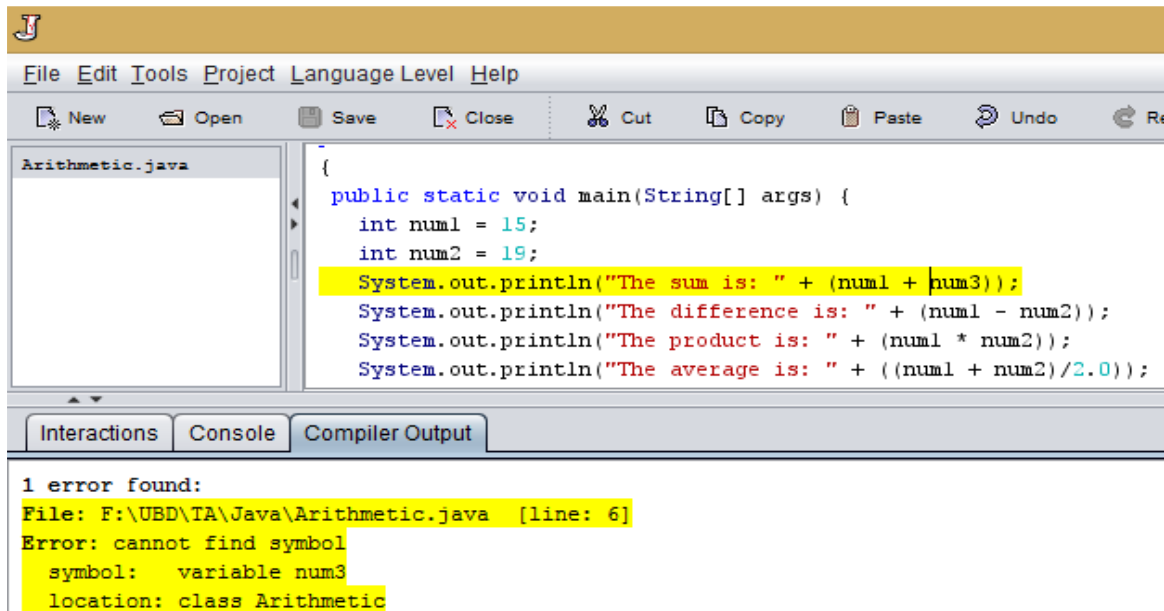 File Edit Tools Project Language Level Help
New Open Save Close Cut Copy Paste Undo Re
Arithmetic.java
{
public static void main(String[] args) {
int num1 = 15;
int num2 = 19;
System.out.println("The sum is: " + (num1 + num3));
System.out.println("The difference is: " + (num1 - num2));
System.out.println("The product is: " + (num1 * num2));
System.out.println("The average is: " + ((num1 + num2)/2.0));
Interactions Console Compiler Output
1 error found:
File: F:\UBD\TA\Java\Arithmetic.java [line: 6]
Error: cannot find symbol
symbol: variable num3
location: class Arithmetic